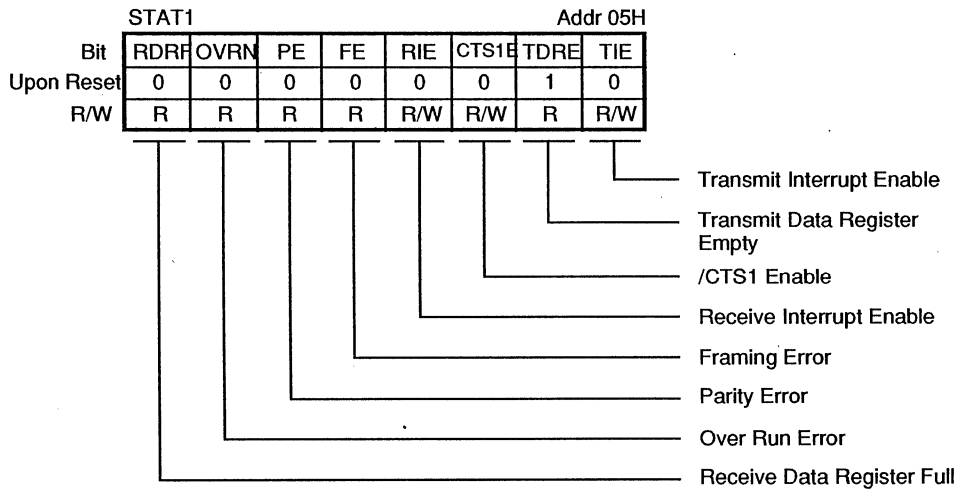 STAT1 Addr 05H
Bit RDRF OVRN PE FE RIE CTS1E TDRE TIE
Upon Reset 0 0 0 0 0 0 1 0
R/W R R R R R/W R/W R R/W
Transmit Interrupt Enable
Transmit Data Register
Empty
/CTS1 Enable
Receive Interrupt Enable
Framing Error
Parity Error
Over Run Error
Receive Data Register Full